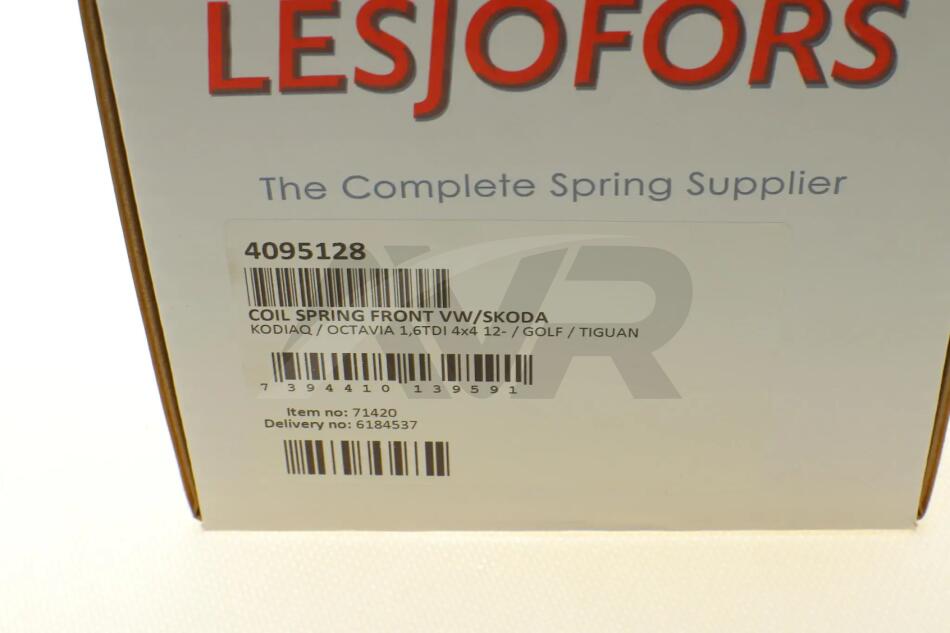 LESJOFORS
The Complete Spring Supplier
4095128
AVR
COIL SPRING FRONT VW/SKODA
KODIAQ / OCTAVIA 1,6TDI 4x4 12- / GOLF / TIGUAN
7 394410 139591
Item no: 71420
Delivery no: 6184537